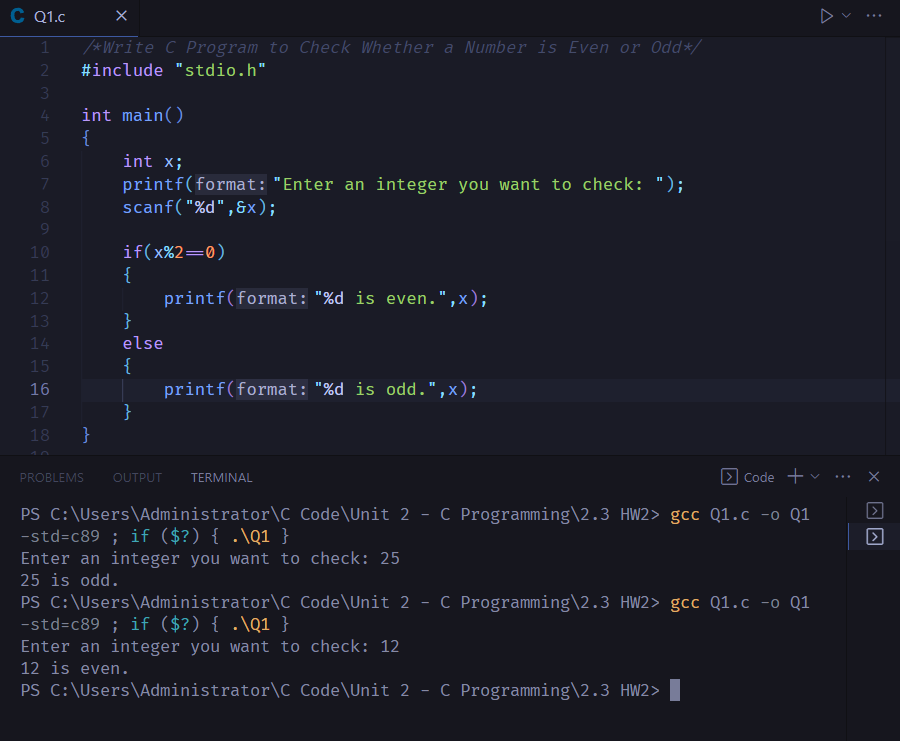 C Q1.c
1 /*Write C Program to Check Whether a Number is Even or Odd*/
2 #include "stdio.h"
3
4 int main()
5 {
6 int x;
7 printf(format:"Enter an integer you want to check: ");
8 scanf("%d",&x);
9
10 if(x%2==0)
11 {
12 printf(format:"%d is even.",x);
13 }
14 else
15 {
16 printf(format:"%d is odd.",x);
17 }
18 }
PROBLEMS OUTPUT TERMINAL Code
PS C:\Users\Administrator\C Code\Unit 2 - C Programming\2.3 HW2> gcc Q1.c -o Q1
-std=c89 ; if ($?) { .\Q1 }
Enter an integer you want to check: 25
25 is odd.
PS C:\Users\Administrator\C Code\Unit 2 - C Programming\2.3 HW2> gcc Q1.c -o Q1
-std=c89 ; if ($?) { .\Q1 }
Enter an integer you want to check: 12
12 is even.
PS C:\Users\Administrator\C Code\Unit 2 - C Programming\2.3 HW2>